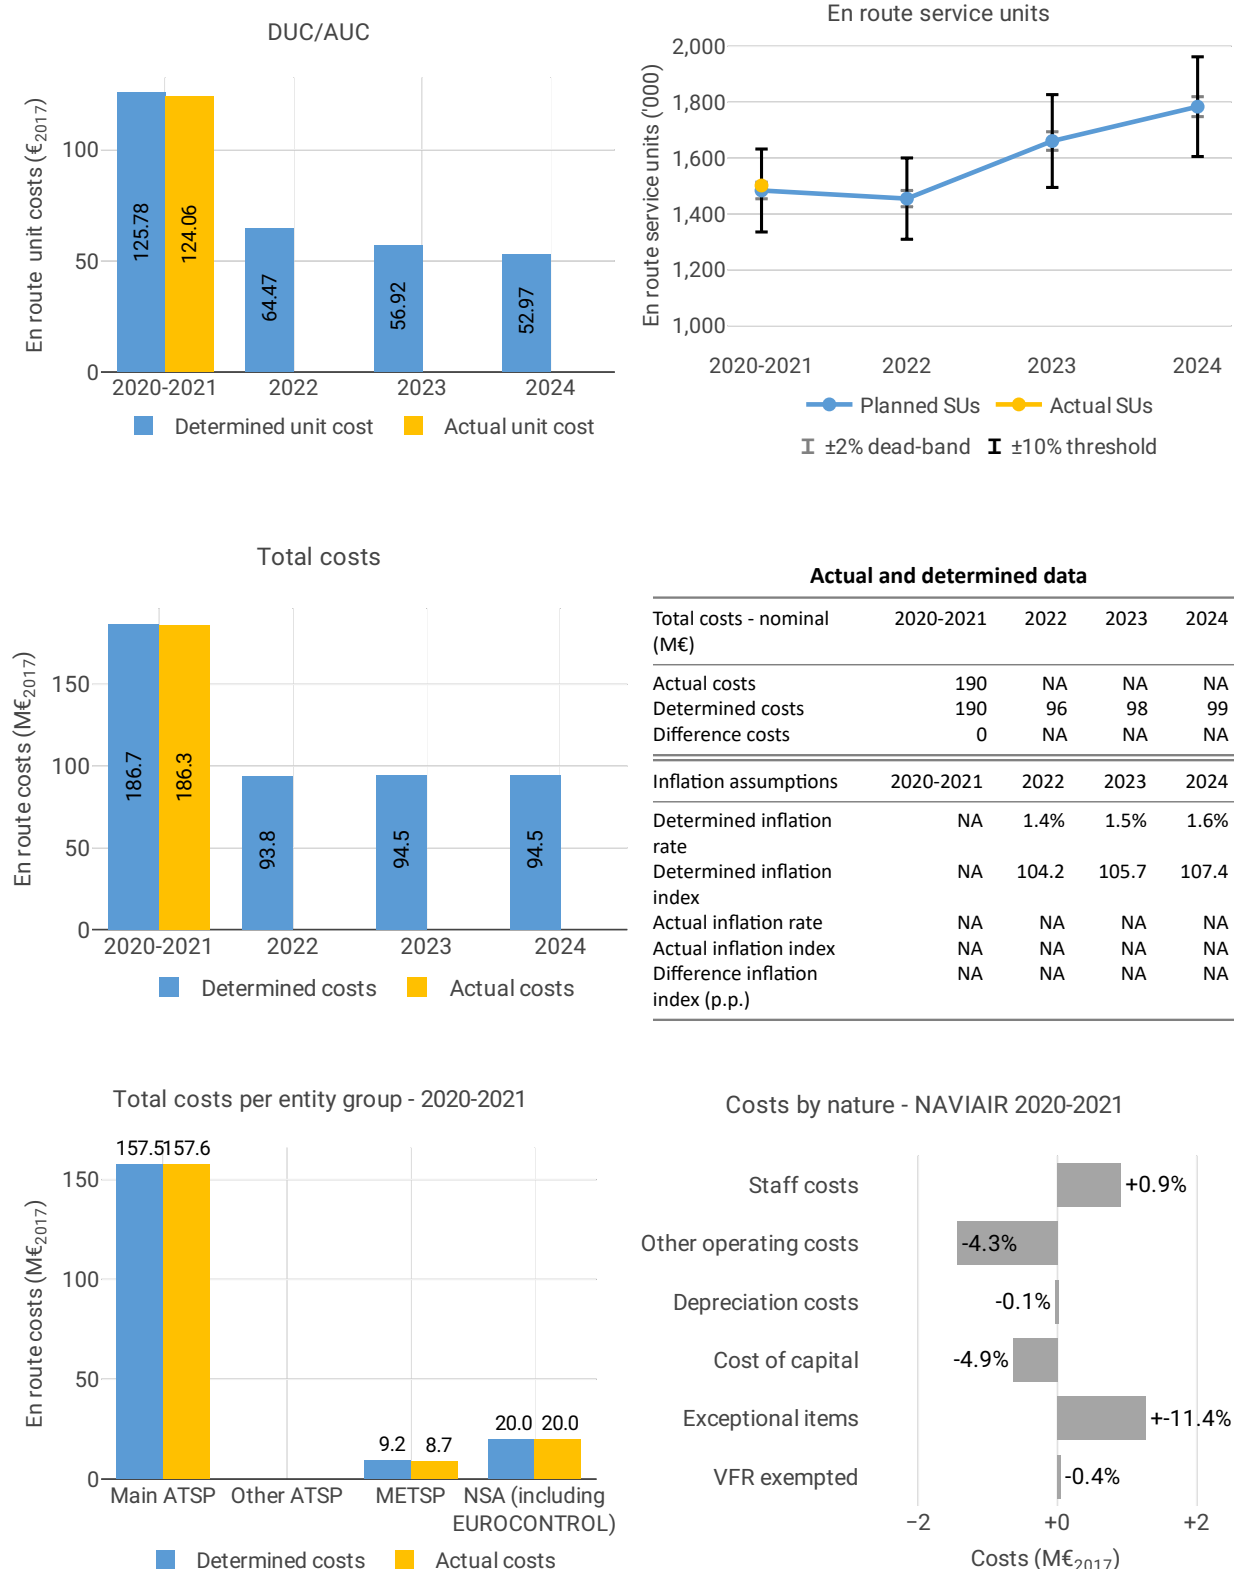 DUC/AUC
En route unit costs (€2017)
100
50
0
125.78
124.06
64.47
56.92
52.97
2020-2021 2022 2023 2024
Determined unit cost Actual unit cost
En route service units
En route service units ('000)
2,000
1,800
1,600
1,400
1,200
1,000
2020-2021 2022 2023 2024
Planned SUs Actual SUs
±2% dead-band ±10% threshold
Total costs
En route costs (M€2017)
150
100
50
0
186.7
186.3
93.8
94.5
94.5
2020-2021 2022 2023 2024
Determined costs Actual costs
Actual and determined data
Total costs - nominal 2020-2021 2022 2023 2024
(M€)
Actual costs 190 NA NA NA
Determined costs 190 96 98 99
Difference costs 0 NA NA NA
Inflation assumptions 2020-2021 2022 2023 2024
Determined inflation NA 1.4% 1.5% 1.6%
rate
Determined inflation NA 104.2 105.7 107.4
index
Actual inflation rate NA NA NA NA
Actual inflation index NA NA NA NA
Difference inflation NA NA NA NA
index (p.p.)
Total costs per entity group - 2020-2021
En route costs (M€2017)
150
100
50
0
157.5 157.6
9.2 8.7
20.0 20.0
Main ATSP Other ATSP METSP NSA (including
EUROCONTROL)
Determined costs Actual costs
Costs by nature - NAVIAIR 2020-2021
Staff costs +0.9%
Other operating costs -4.3%
Depreciation costs -0.1%
Cost of capital -4.9%
Exceptional items +-11.4%
VFR exempted -0.4%
−2 +0 +2
Costs (M€2017)